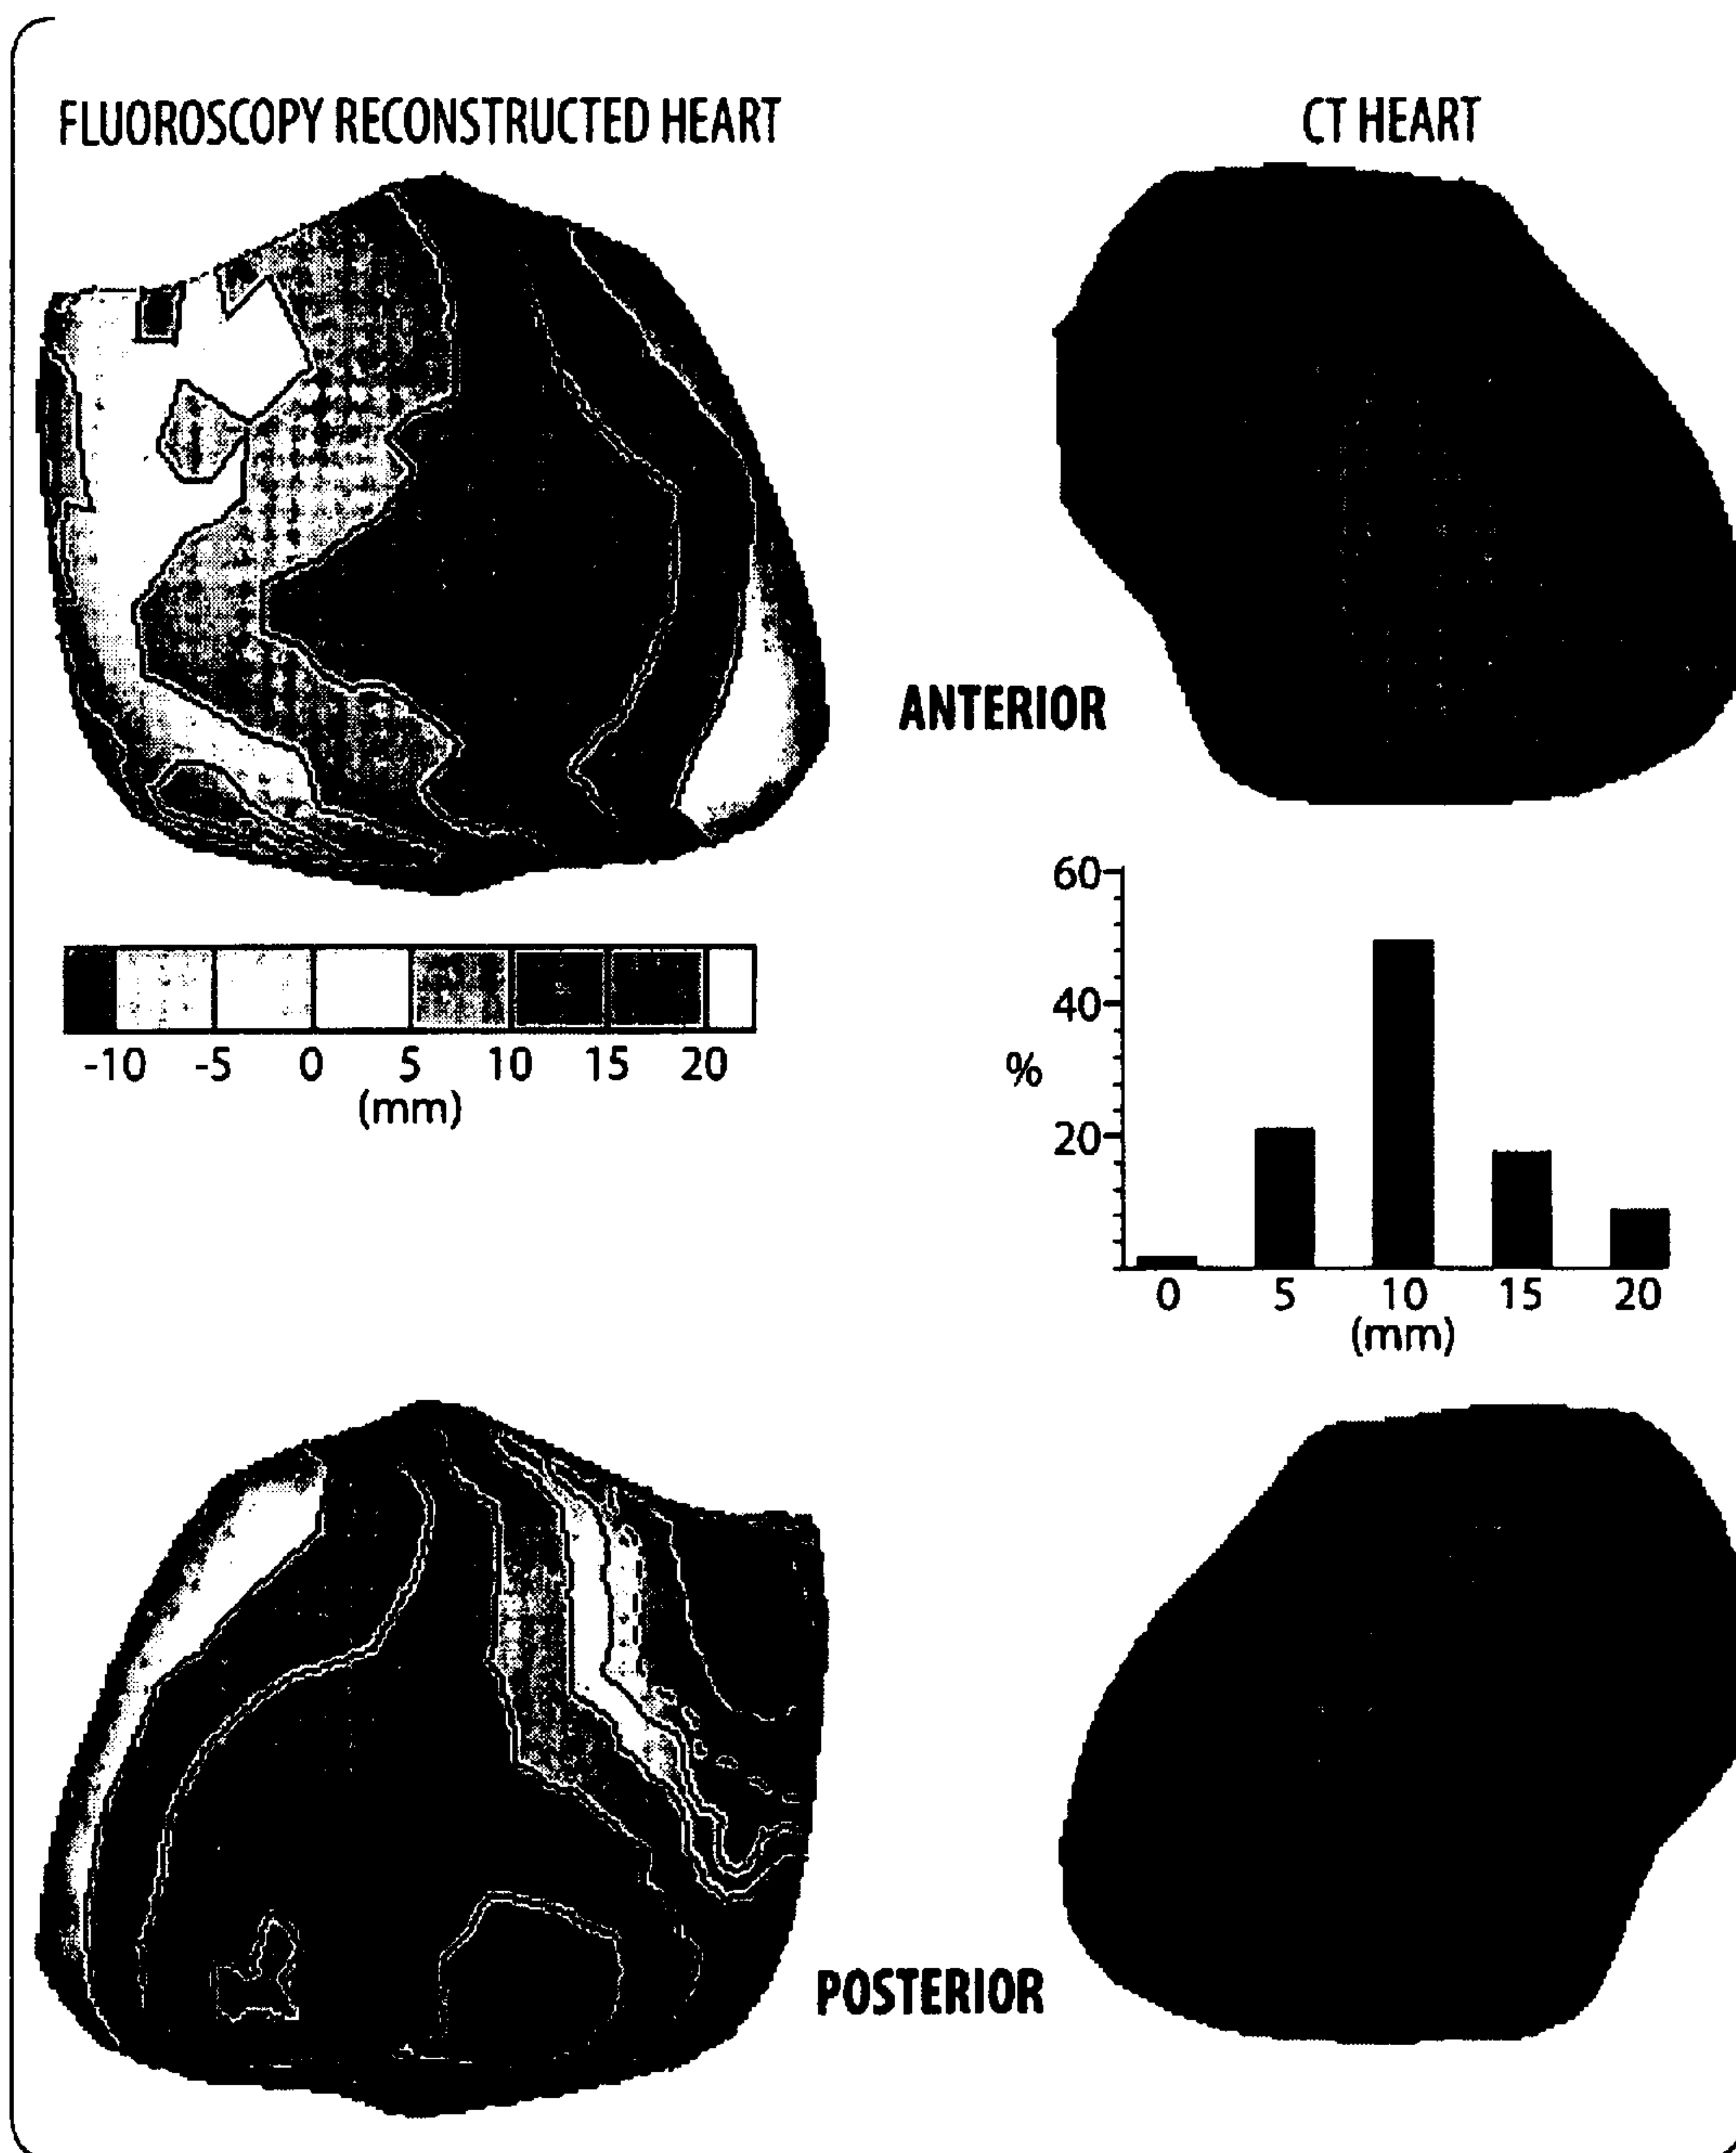 FLUOROSCOPY RECONSTRUCTED HEART
CT HEART
ANTERIOR
-10 -5 0 5 10 15 20
(mm)
60
40
%
20
0 5 10 15 20
(mm)
POSTERIOR